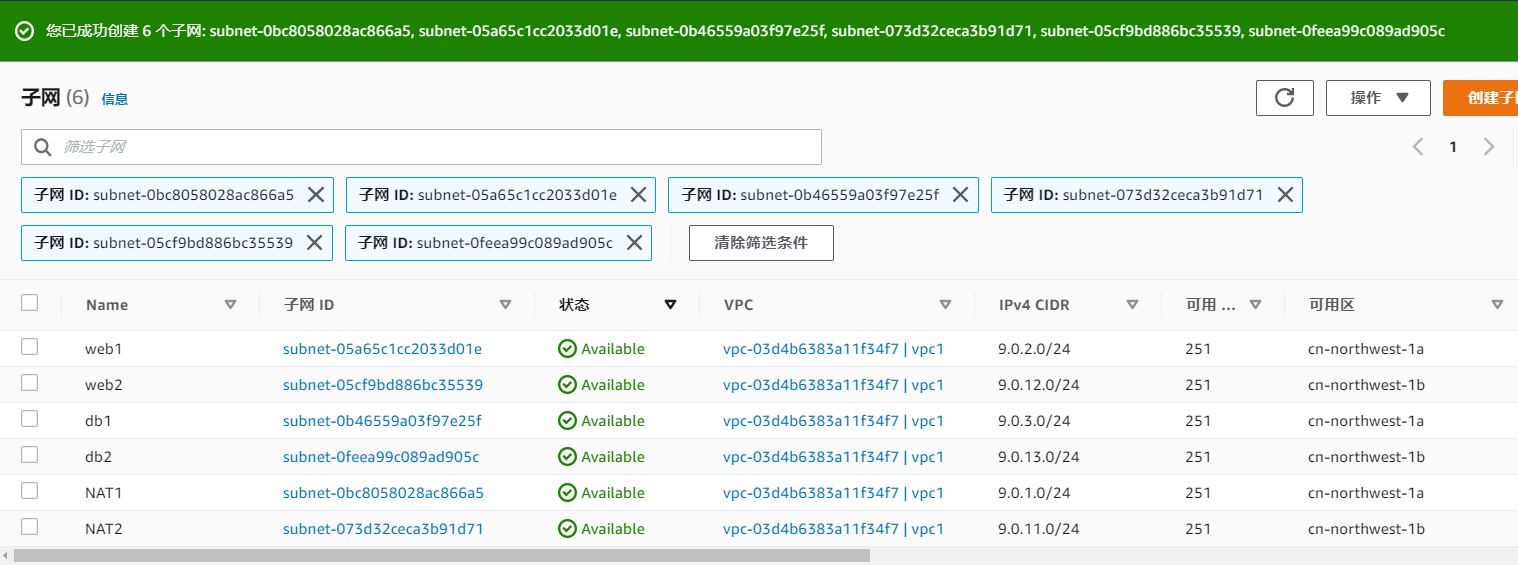 您已成功创建 6 个子网: subnet-0bc8058028ac866a5, subnet-05a65c1cc2033d01e, subnet-0b46559a03f97e25f, subnet-073d32ceca3b91d71, subnet-05cf9bd886bc35539, subnet-0feea99c089ad905c
子网 (6) 信息
操作 创建子
筛选子网
1
子网 ID: subnet-0bc8058028ac866a5 子网 ID: subnet-05a65c1cc2033d01e 子网 ID: subnet-0b46559a03f97e25f 子网 ID: subnet-073d32ceca3b91d71
子网 ID: subnet-05cf9bd886bc35539 子网 ID: subnet-0feea99c089ad905c 清除筛选条件
Name 子网 ID 状态 VPC IPv4 CIDR 可用 ... 可用区
web1 subnet-05a65c1cc2033d01e Available vpc-03d4b6383a11f34f7 | vpc1 9.0.2.0/24 251 cn-northwest-1a
web2 subnet-05cf9bd886bc35539 Available vpc-03d4b6383a11f34f7 | vpc1 9.0.12.0/24 251 cn-northwest-1b
db1 subnet-0b46559a03f97e25f Available vpc-03d4b6383a11f34f7 | vpc1 9.0.3.0/24 251 cn-northwest-1a
db2 subnet-0feea99c089ad905c Available vpc-03d4b6383a11f34f7 | vpc1 9.0.13.0/24 251 cn-northwest-1b
NAT1 subnet-0bc8058028ac866a5 Available vpc-03d4b6383a11f34f7 | vpc1 9.0.1.0/24 251 cn-northwest-1a
NAT2 subnet-073d32ceca3b91d71 Available vpc-03d4b6383a11f34f7 | vpc1 9.0.11.0/24 251 cn-northwest-1b